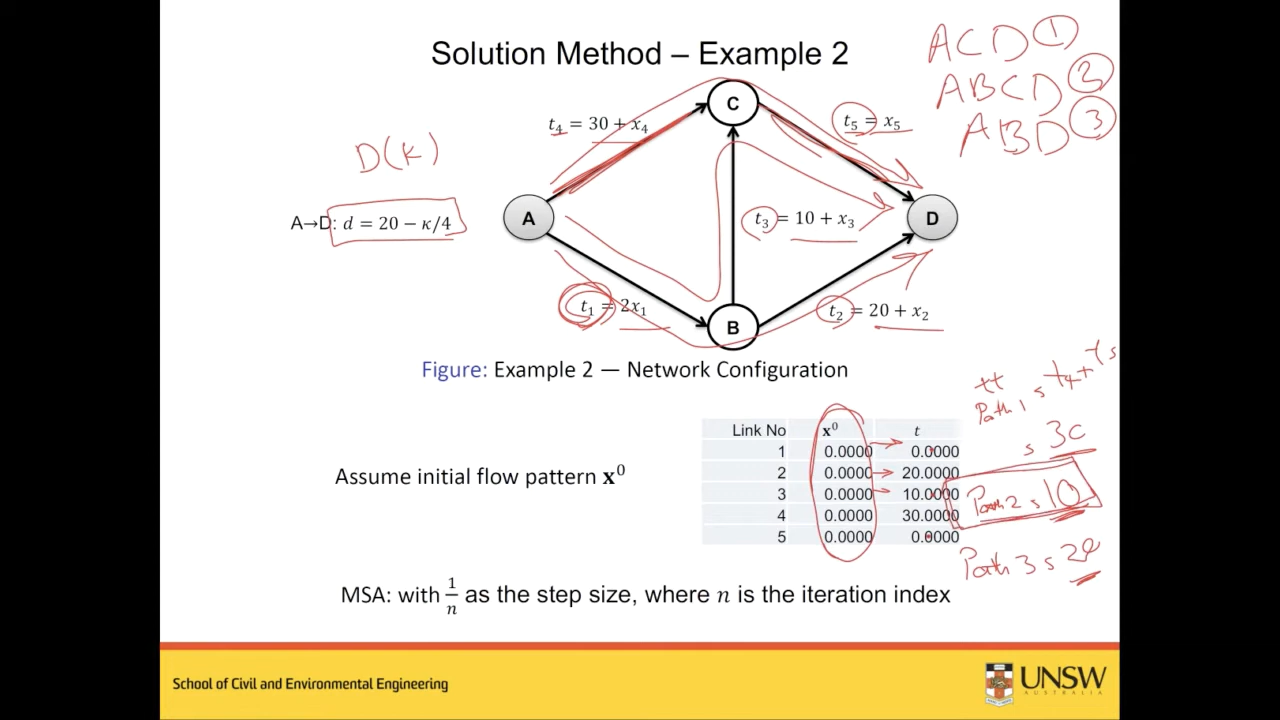 Solution Method – Example 2
ACD ①
ABCD ②
ABD ③
D(K)
A→D: d = 20 − κ/4
t₄ = 30 + x₄
C
t₅ = x₅
A
t₃ = 10 + x₃
D
t₁ = 2x₁
B
t₂ = 20 + x₂
Figure: Example 2 — Network Configuration
tt
Path 1 = t4+t5
= 30
Path 2 = 10
Path 3 = 20
Assume initial flow pattern x⁰
Link No x⁰ t
1 0.0000 0.0000
2 0.0000 20.0000
3 0.0000 10.0000
4 0.0000 30.0000
5 0.0000 0.0000
MSA: with 1/n as the step size, where n is the iteration index
School of Civil and Environmental Engineering
UNSW
AUSTRALIA